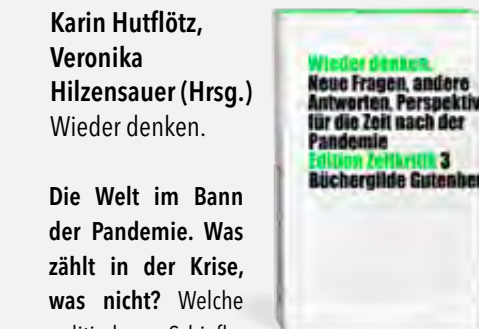 Karin Hutflötz,
Veronika
Hilzensauer (Hrsg.)
Wieder denken.
Die Welt im Bann
der Pandemie. Was
zählt in der Krise,
was nicht? Welche
Wieder denken.
Neue Fragen, andere
Antworten. Perspektiv
für die Zeit nach der
Pandemie
Edition Zeitkritik 3
Büchergilde Gutenber